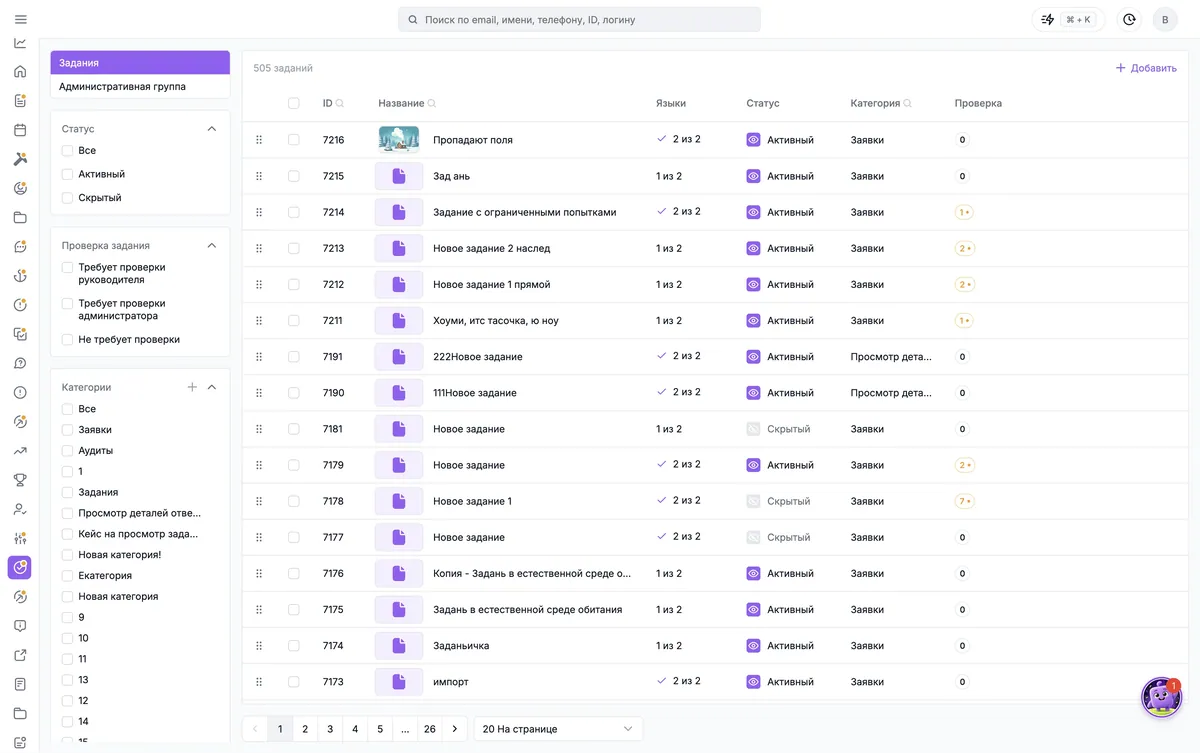 Поиск по email, имени, телефону, ID, логину
⌘ + K
B
Задания
Административная группа
Статус
Все
Активный
Скрытый
Проверка задания
Требует проверки
руководителя
Требует проверки
администратора
Не требует проверки
Категории
Все
Заявки
Аудиты
1
Задания
Просмотр деталей отве...
Кейс на просмотр зада...
Новая категория!
Екатегория
Новая категория
9
10
11
13
12
14
15
505 заданий
Добавить
ID Название Языки Статус Категория Проверка
7216 Пропадают поля 2 из 2 Активный Заявки 0
7215 Зад ань 1 из 2 Активный Заявки 0
7214 Задание с ограниченными попытками 2 из 2 Активный Заявки 1
7213 Новое задание 2 наслед 1 из 2 Активный Заявки 2
7212 Новое задание 1 прямой 1 из 2 Активный Заявки 2
7211 Хоуми, итс тасочка, ю ноу 1 из 2 Активный Заявки 1
7191 222Новое задание 2 из 2 Активный Просмотр дета... 0
7190 111Новое задание 2 из 2 Активный Просмотр дета... 0
7181 Новое задание 1 из 2 Скрытый Заявки 0
7179 Новое задание 2 из 2 Активный Заявки 2
7178 Новое задание 1 2 из 2 Скрытый Заявки 7
7177 Новое задание 2 из 2 Скрытый Заявки 0
7176 Копия - Задань в естественной среде о... 1 из 2 Активный Заявки 0
7175 Задань в естественной среде обитания 1 из 2 Активный Заявки 0
7174 Заданьичка 1 из 2 Активный Заявки 0
7173 импорт 2 из 2 Активный Заявки 0
1 2 3 4 5 ... 26
20 На странице
1